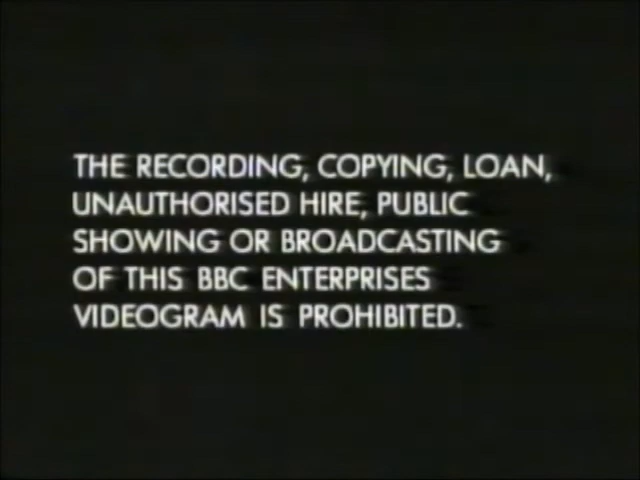 THE RECORDING, COPYING, LOAN,
UNAUTHORISED HIRE, PUBLIC
SHOWING OR BROADCASTING
OF THIS BBC ENTERPRISES
VIDEOGRAM IS PROHIBITED.